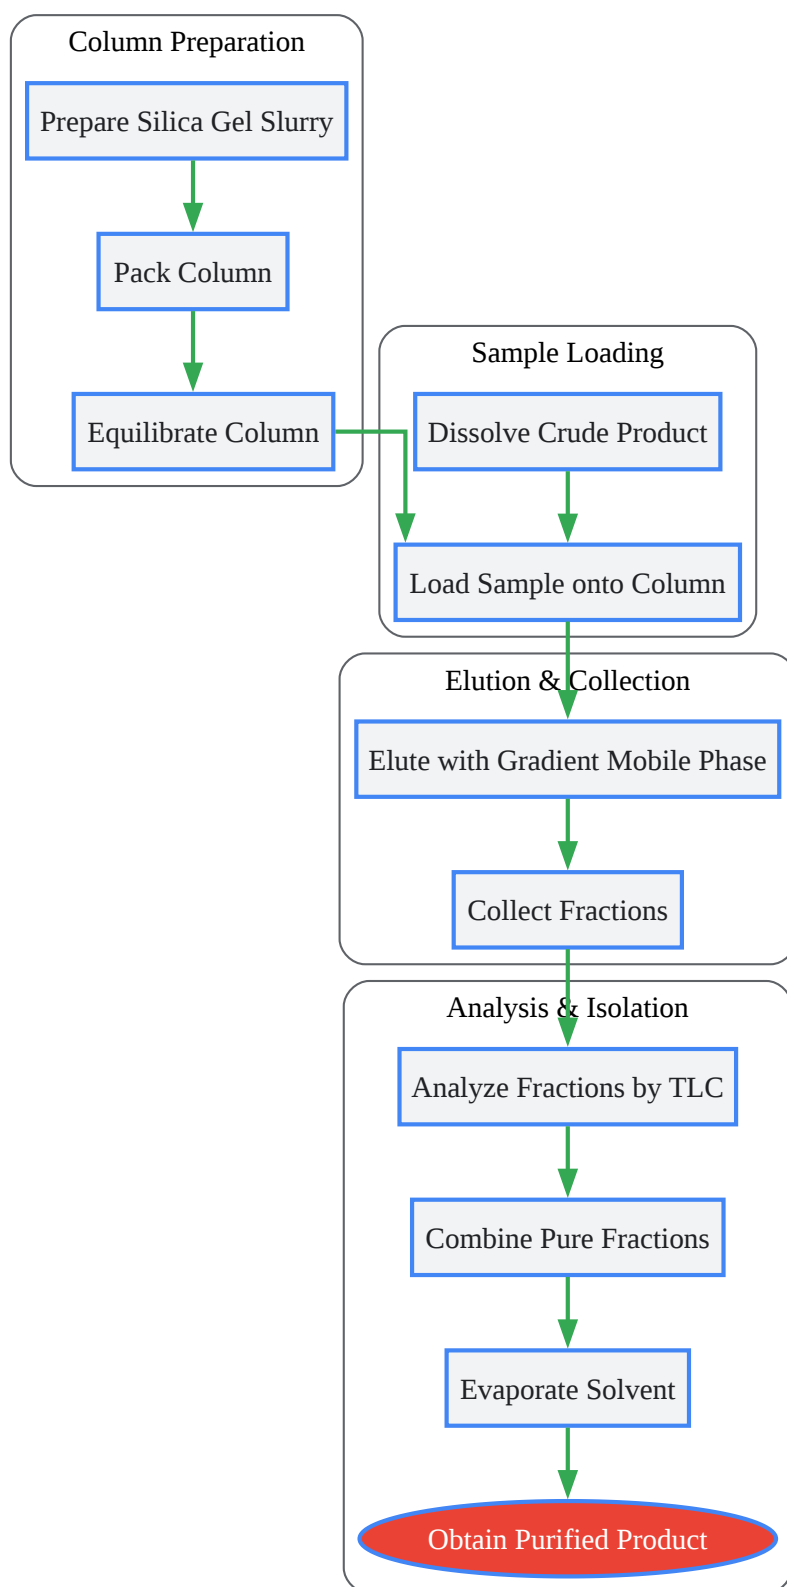 Column Preparation
Prepare Silica Gel Slurry
Pack Column
Equilibrate Column
Sample Loading
Dissolve Crude Product
Load Sample onto Column
Elution & Collection
Elute with Gradient Mobile Phase
Collect Fractions
Analysis & Isolation
Analyze Fractions by TLC
Combine Pure Fractions
Evaporate Solvent
Obtain Purified Product